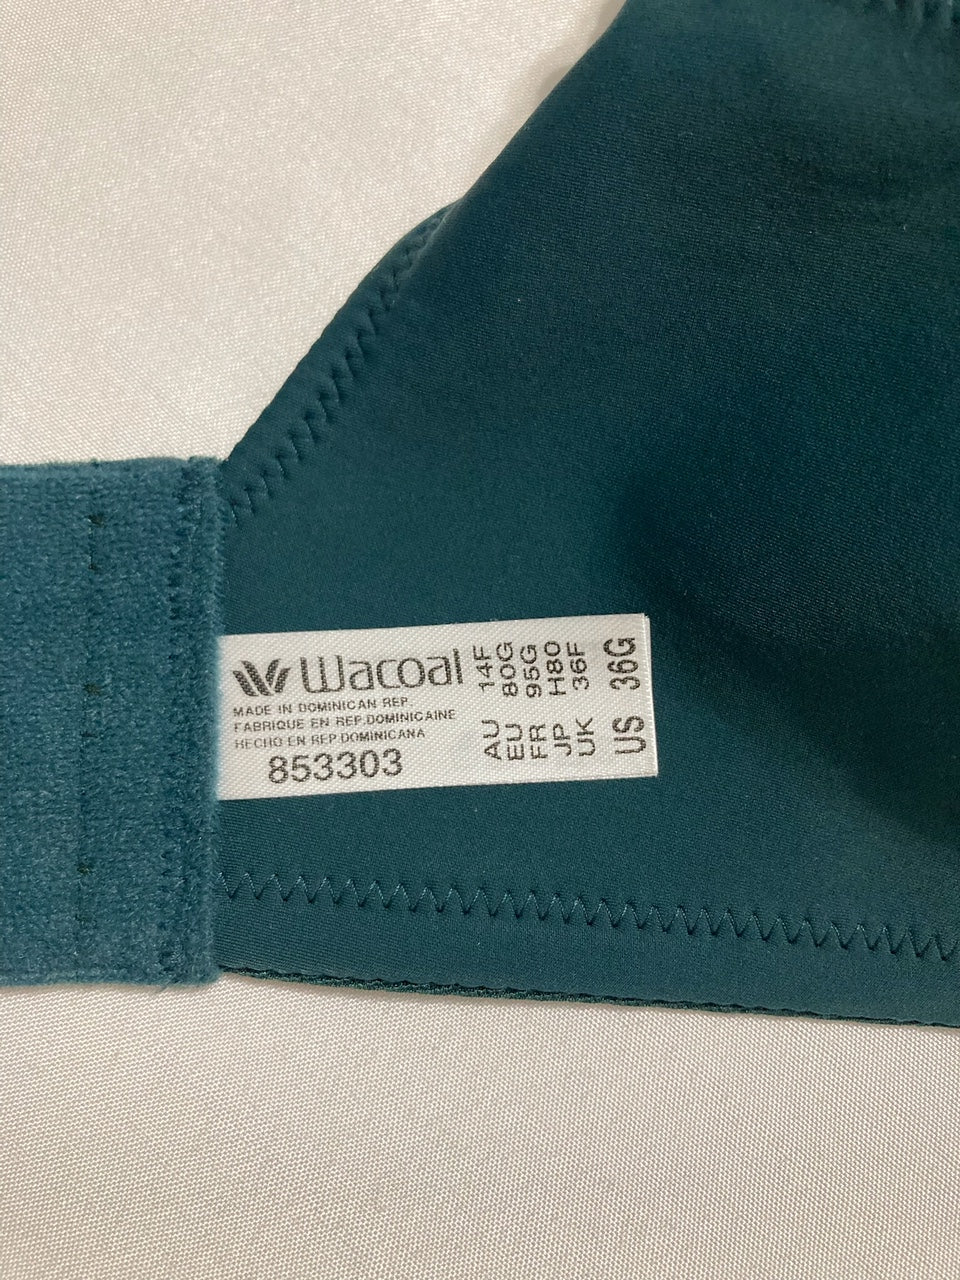 Wacoal
MADE IN DOMINICAN REP.
FABRIQUE EN REP.DOMINICAINE
HECHO EN REP.DOMINICANA
853303
AU 14F
EU 80G
FR 95G
JP H80
UK 36F
US 36G